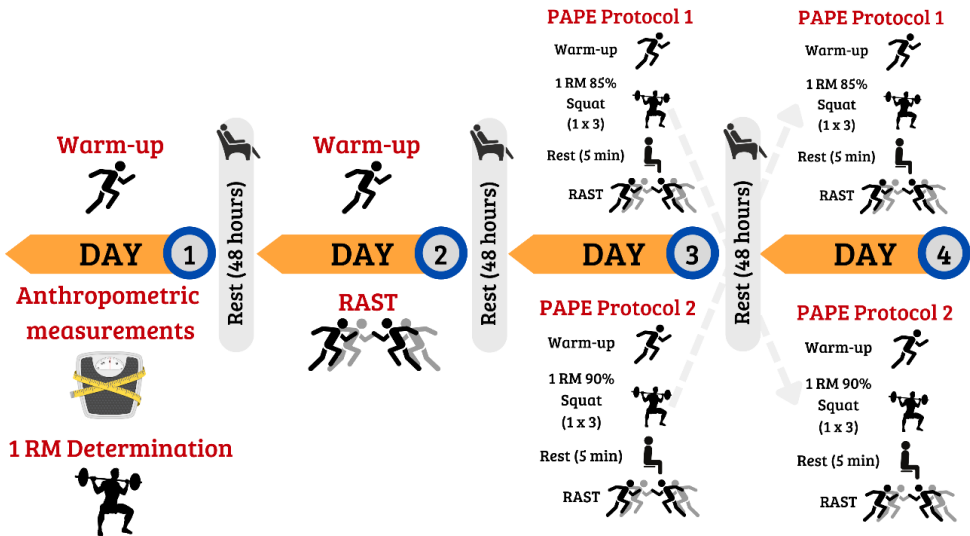 Warm-up
DAY 1
Anthropometric
measurements
1 RM Determination
Rest (48 hours)
Warm-up
DAY 2
RAST
Rest (48 hours)
PAPE Protocol 1
Warm-up
1 RM 85%
Squat
(1 x 3)
Rest (5 min)
RAST
DAY 3
PAPE Protocol 2
Warm-up
1 RM 90%
Squat
(1 x 3)
Rest (5 min)
RAST
Rest (48 hours)
PAPE Protocol 1
Warm-up
1 RM 85%
Squat
(1 x 3)
Rest (5 min)
RAST
DAY 4
PAPE Protocol 2
Warm-up
1 RM 90%
Squat
(1 x 3)
Rest (5 min)
RAST